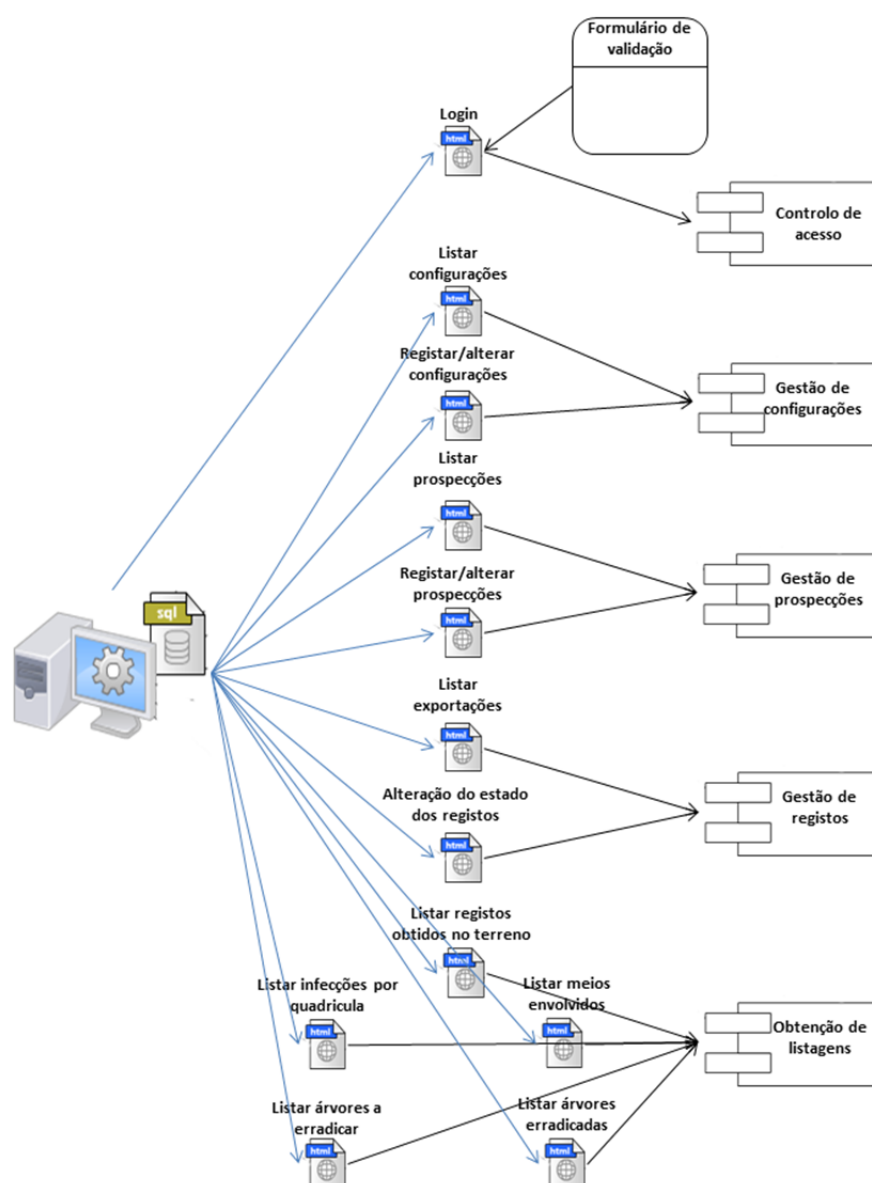 Formulário de
validação
Login
html
Controlo de
acesso
Listar
configurações
html
Registar/alterar
configurações
html
Gestão de
configurações
Listar
prospecções
html
Registar/alterar
prospecções
html
Gestão de
prospecções
sql
Listar
exportações
html
Alteração do estado
dos registos
html
Gestão de
registos
Listar registos
obtidos no terreno
html
Listar infecções por
quadricula
html
Listar meios
envolvidos
html
Obtenção de
listagens
Listar árvores a
erradicar
html
Listar árvores
erradicadas
html